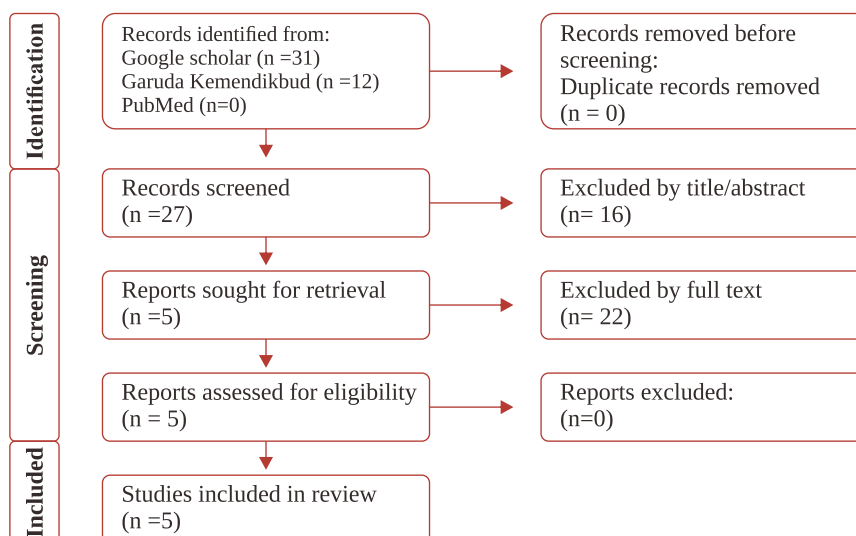 Identification
Records identified from:
Google scholar (n =31)
Garuda Kemendikbud (n =12)
PubMed (n=0)
Records removed before
screening:
Duplicate records removed
(n = 0)
Screening
Records screened
(n =27)
Excluded by title/abstract
(n= 16)
Reports sought for retrieval
(n =5)
Excluded by full text
(n= 22)
Reports assessed for eligibility
(n = 5)
Reports excluded:
(n=0)
Included
Studies included in review
(n =5)